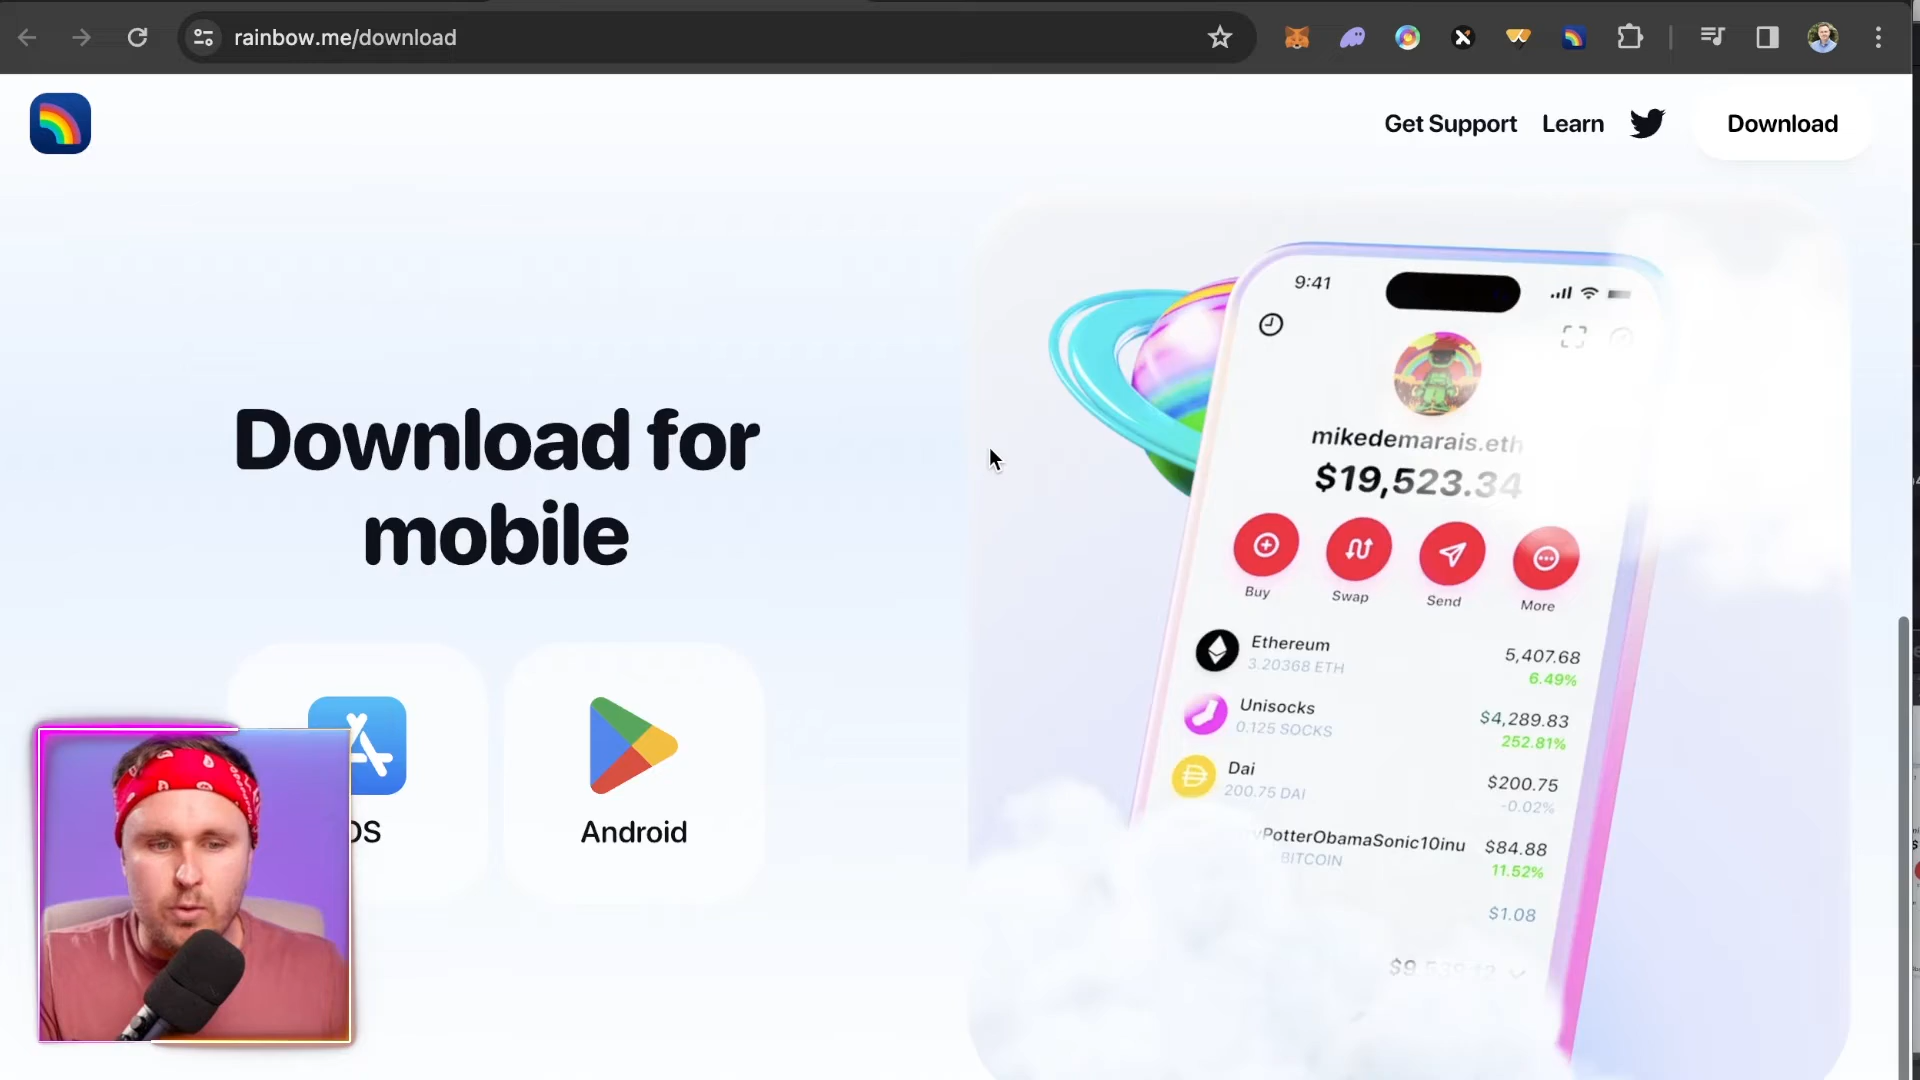 rainbow.me/download
Get Support
Learn
Download
Download for
mobile
Android
9:41
mikedemarais.eth
$19,523.34
Buy
Swap
Send
More
Ethereum
3.20368 ETH
5,407.68
6.49%
Unisocks
0.125 SOCKS
$4,289.83
252.81%
Dai
200.75 DAI
$200.75
-0.02%
PotterObamaSonic10inu
BITCOIN
$84.88
11.52%
$1.08